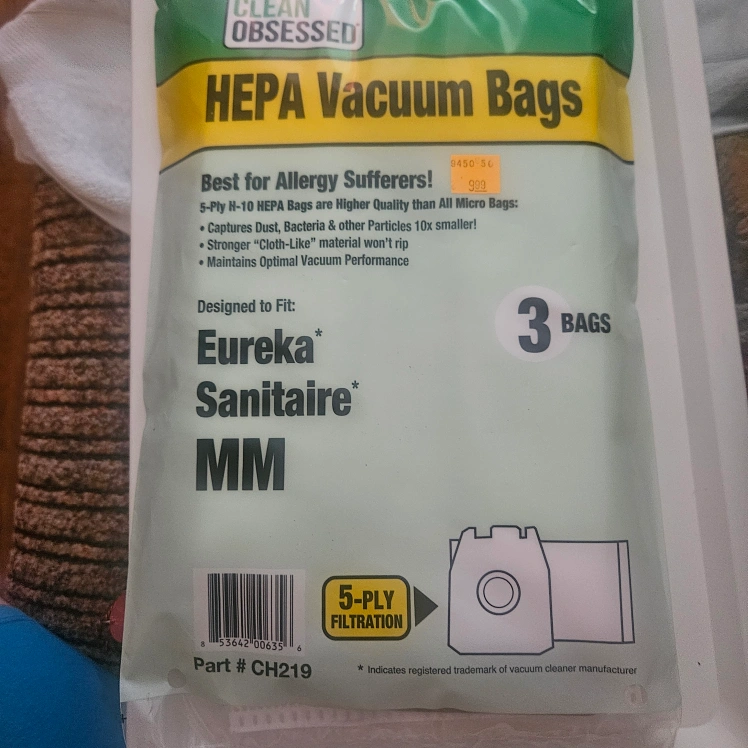 CLEAN
OBSESSED
HEPA Vacuum Bags
9450 56
999
Best for Allergy Sufferers!
5-Ply H-10 HEPA Bags are Higher Quality than All Micro Bags:
• Captures Dust, Bacteria & other Particles 10x smaller!
• Stronger "Cloth-Like" material won't rip
• Maintains Optimal Vacuum Performance
Designed to Fit:
3 BAGS
Eureka*
Sanitaire*
MM
5-PLY
FILTRATION
8 53642 00635 6
Part # CH219
* Indicates registered trademark of vacuum cleaner manufacturer